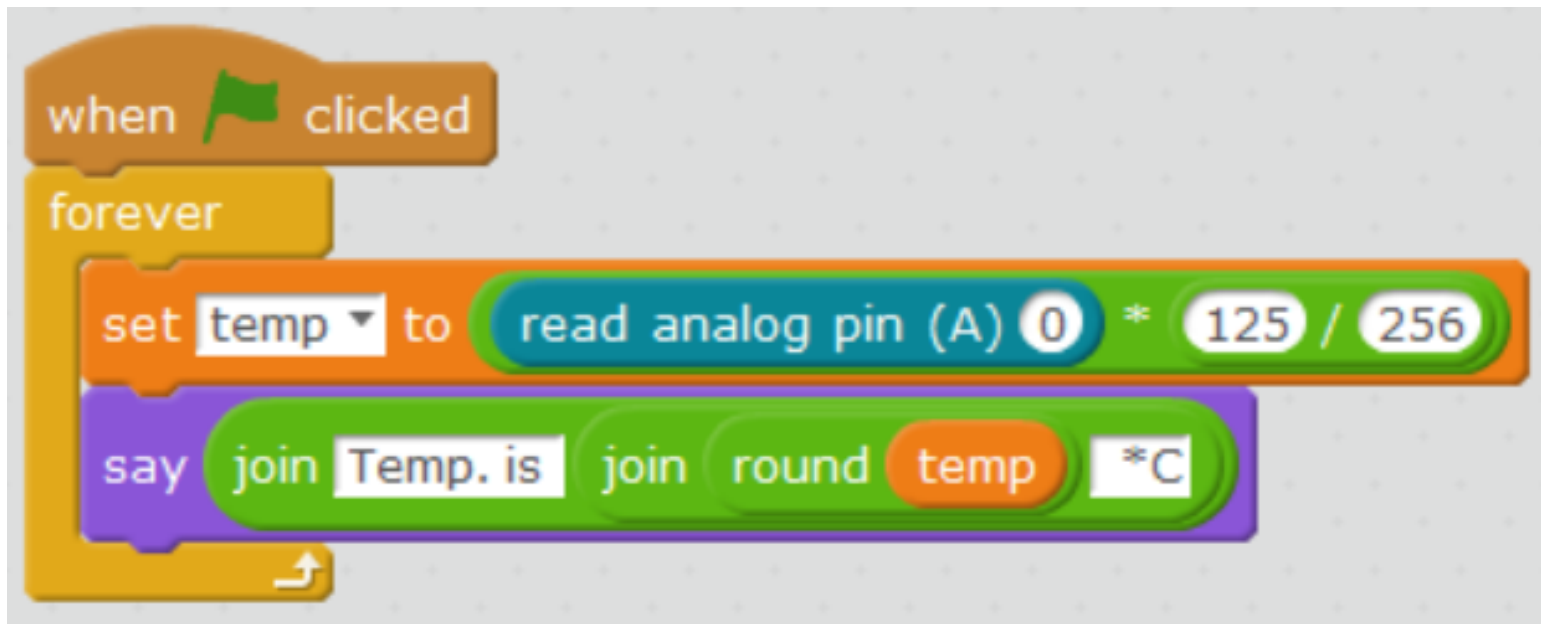 when clicked
forever
set temp to read analog pin (A) 0 * 125 / 256
say join Temp. is join round temp *C